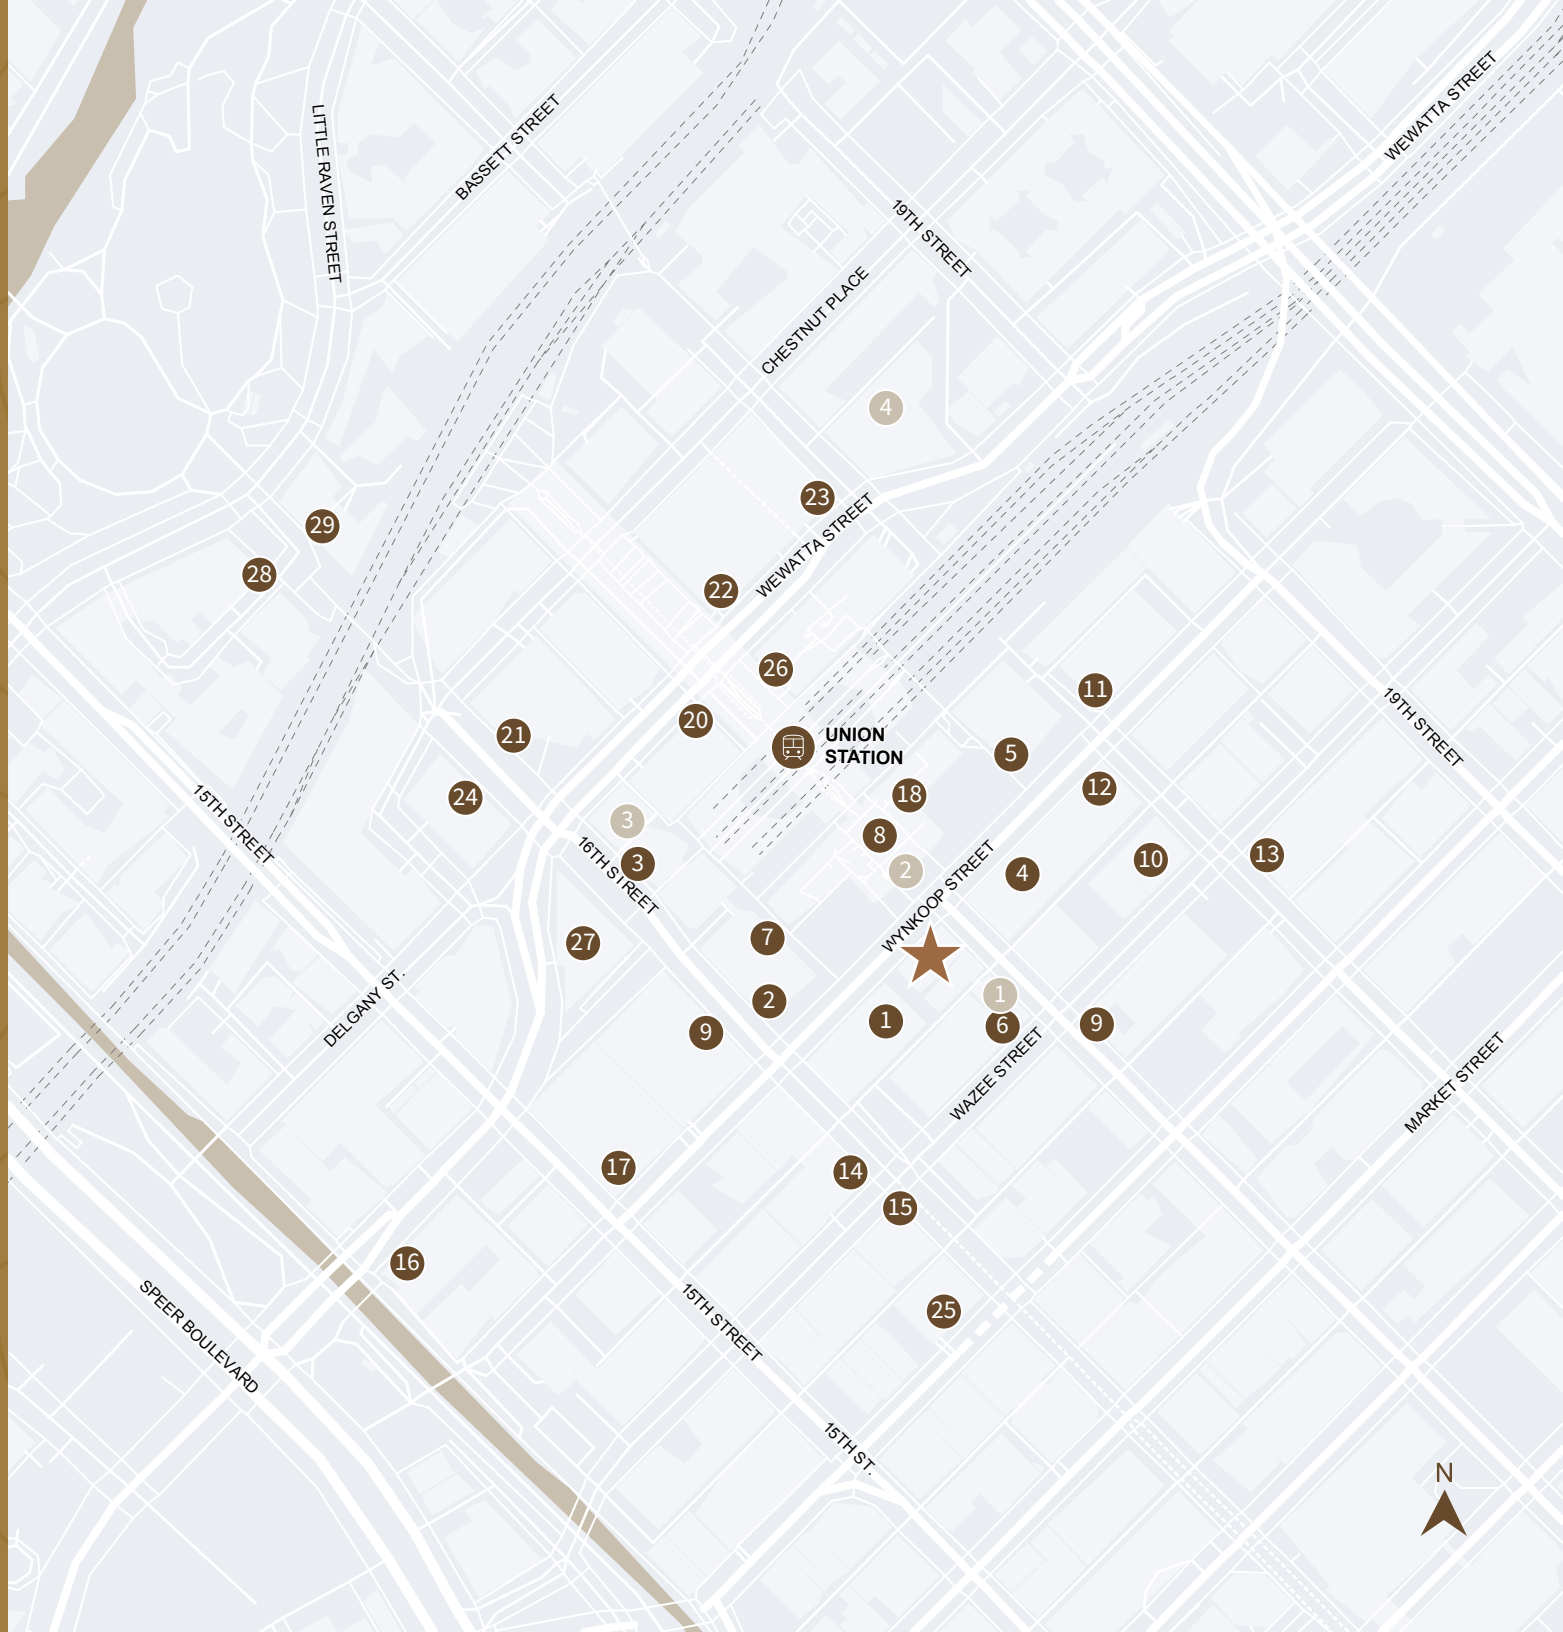 WEWATTA STREET
BASSETT STREET
LITTLE RAVEN STREET
19TH STREET
CHESTNUT PLACE
4
23
WEWATTA STREET
29
28
22
26
11
20
21
UNION
STATION
5
19TH STREET
12
24
18
15TH STREET
3
8
3
16TH STREET
2
4
10
13
WYNKOOP STREET
7
27
1
2
DELGANY ST.
1
6
9
9
WAZEE STREET
MARKET STREET
17
14
15
16
25
SPEER BOULEVARD
15TH STREET
15TH ST.
N